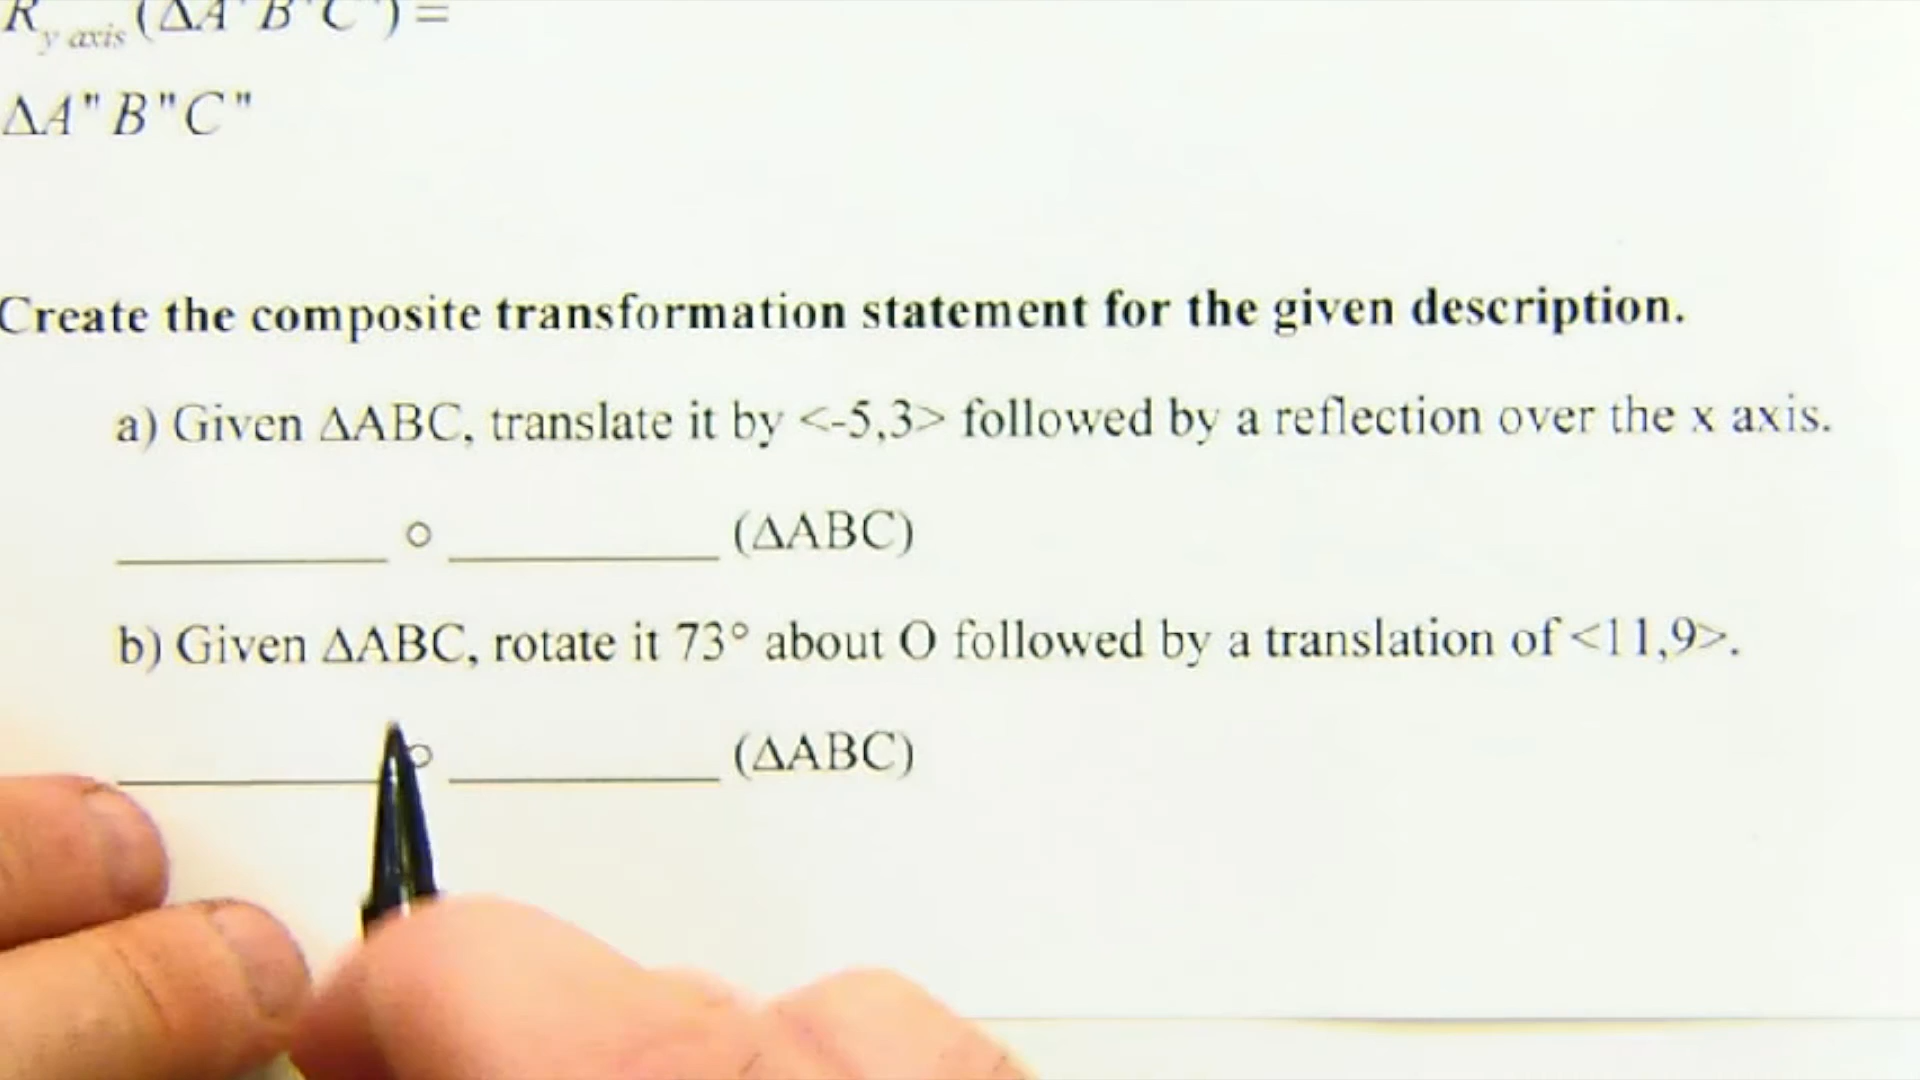 R y axis (ΔA'B'C') =
ΔA"B"C"
Create the composite transformation statement for the given description.
a) Given ΔABC, translate it by <-5,3> followed by a reflection over the x axis.
__________ ○ __________ (ΔABC)
b) Given ΔABC, rotate it 73° about O followed by a translation of <11,9>.
__________ ○ __________ (ΔABC)